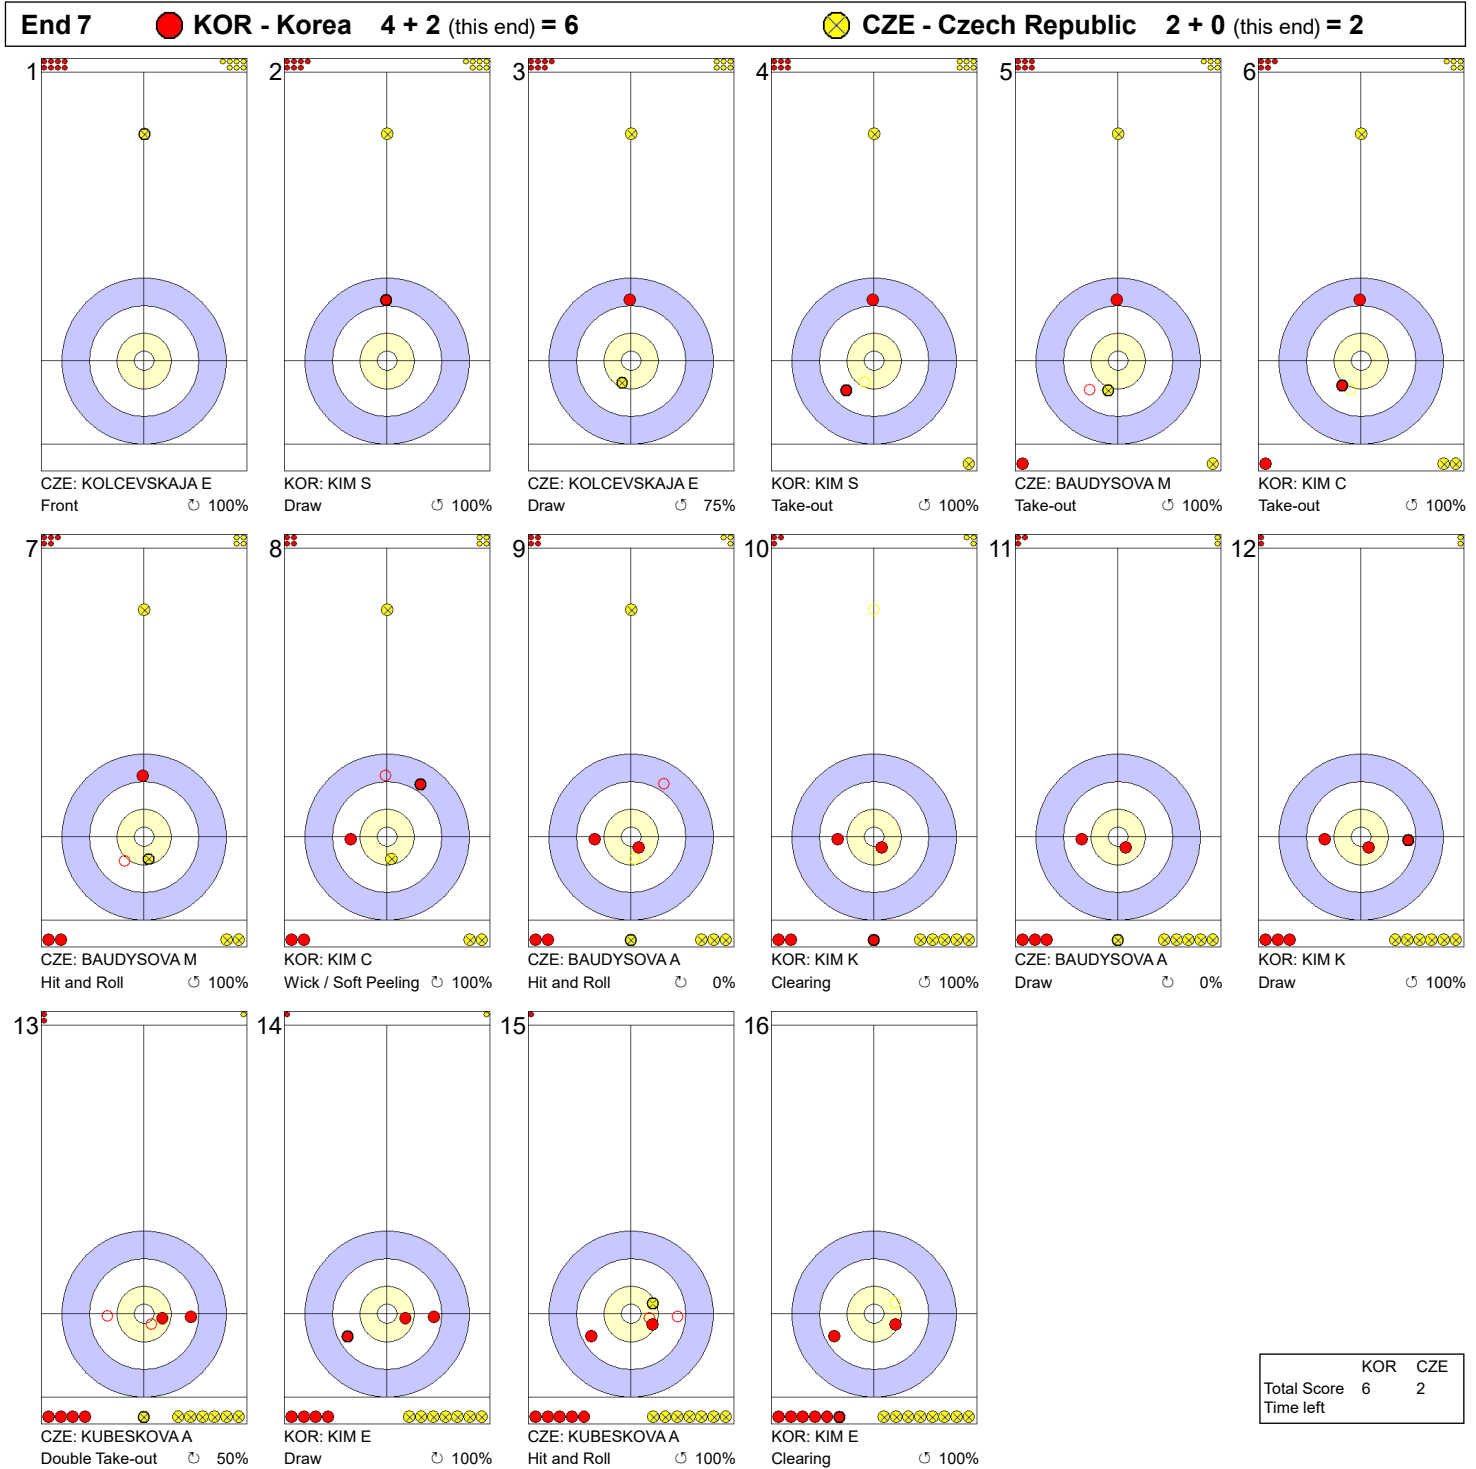 End 7 KOR - Korea 4 + 2 (this end) = 6 CZE - Czech Republic 2 + 0 (this end) = 2
1 2 3 4 5 6
CZE: KOLCEVSKAJA E KOR: KIM S CZE: KOLCEVSKAJA E KOR: KIM S CZE: BAUDYSOVA M KOR: KIM C
Front ↻ 100% Draw ↺ 100% Draw ↺ 75% Take-out ↺ 100% Take-out ↺ 100% Take-out ↺ 100%
7 8 9 10 11 12
CZE: BAUDYSOVA M KOR: KIM C CZE: BAUDYSOVA A KOR: KIM K CZE: BAUDYSOVA A KOR: KIM K
Hit and Roll ↺ 100% Wick / Soft Peeling ↺ 100% Hit and Roll ↻ 0% Clearing ↺ 100% Draw ↻ 0% Draw ↺ 100%
13 14 15 16
CZE: KUBESKOVA A KOR: KIM E CZE: KUBESKOVA A KOR: KIM E
Double Take-out ↻ 50% Draw ↻ 100% Hit and Roll ↺ 100% Clearing ↺ 100%
KOR CZE
Total Score 6 2
Time left